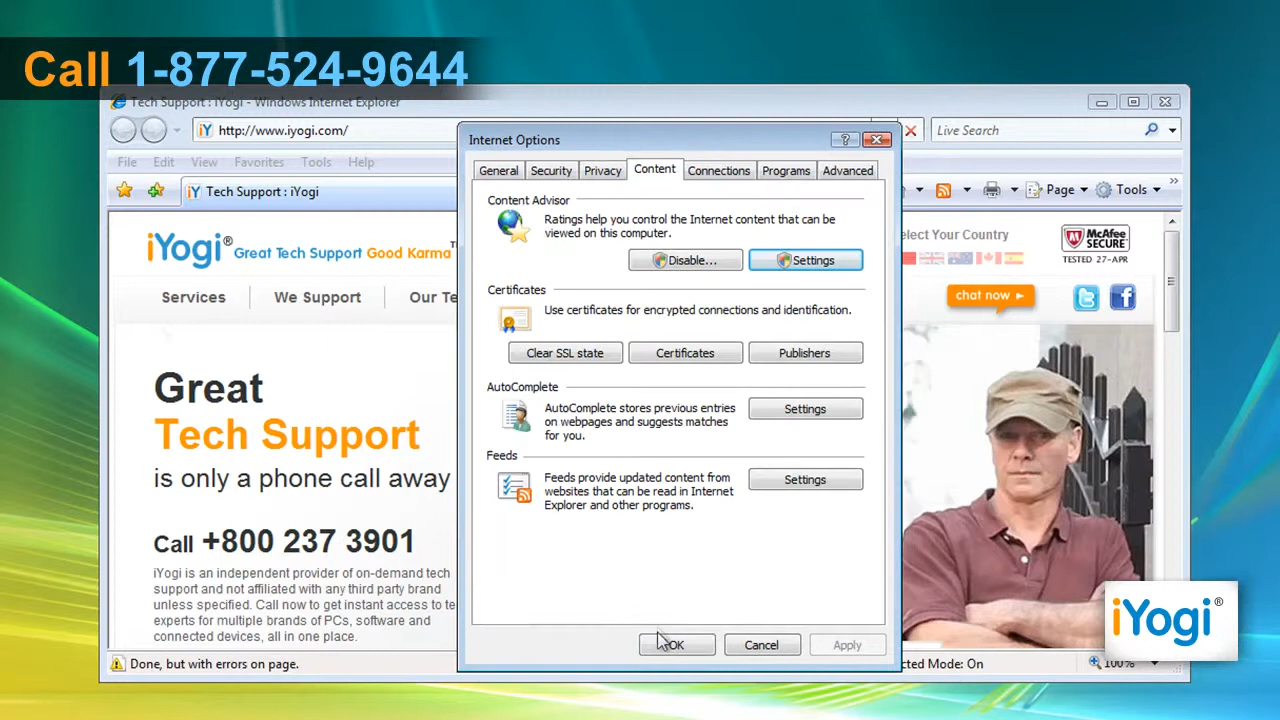 Call 1-877-524-9644
Tech Support : iYogi - Windows Internet Explorer
http://www.iyogi.com/
Live Search
File Edit View Favorites Tools Help
Tech Support : iYogi
Page Tools
Internet Options
General Security Privacy Content Connections Programs Advanced
Content Advisor
Ratings help you control the Internet content that can be
viewed on this computer.
Disable... Settings
Certificates
Use certificates for encrypted connections and identification.
Clear SSL state Certificates Publishers
AutoComplete
AutoComplete stores previous entries
on webpages and suggests matches
for you.
Settings
Feeds
Feeds provide updated content from
websites that can be read in Internet
Explorer and other programs.
Settings
OK Cancel Apply
iYogi® Great Tech Support Good Karma
elect Your Country
McAfee
SECURE
TESTED 27-APR
Services We Support Our Te
chat now
Great
Tech Support
is only a phone call away
Call +800 237 3901
iYogi is an independent provider of on-demand tech
support and not affiliated with any third party brand
unless specified. Call now to get instant access to te
experts for multiple brands of PCs, software and
connected devices, all in one place.
iYogi®
Done, but with errors on page.
cted Mode: On
100%